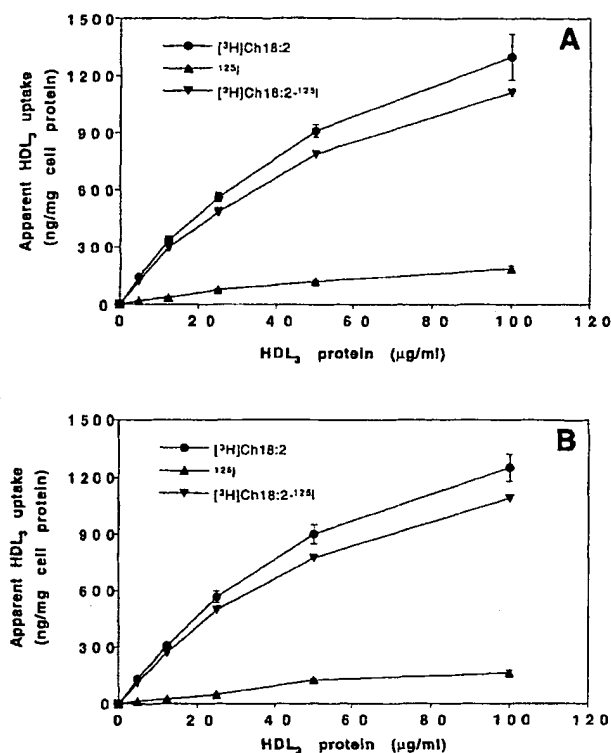 A
1500
1200
900
600
300
0
[³H]Ch18:2
¹²⁵I
[³H]Ch18:2-¹²⁵I
Apparent HDL₃ uptake
(ng/mg cell protein)
0 20 40 60 80 100 120
HDL₃ protein (µg/ml)
B
1500
1200
900
600
300
0
[³H]Ch18:2
¹²⁵I
[³H]Ch18:2-¹²⁵I
Apparent HDL₃ uptake
(ng/mg cell protein)
0 20 40 60 80 100 120
HDL₃ protein (µg/ml)